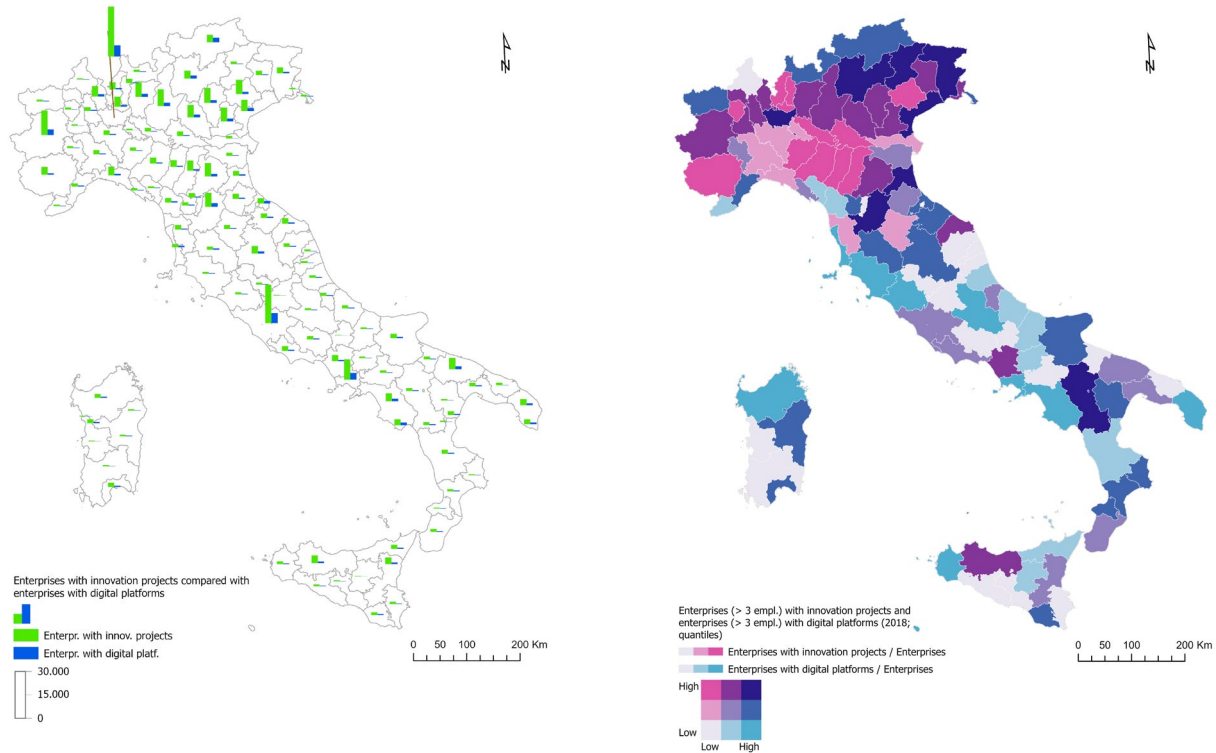 N
Enterprises with innovation projects compared with
enterprises with digital platforms
Enterpr. with innov. projects
Enterpr. with digital platf.
30.000
15.000
0
0 50 100 200 Km
N
Enterprises (> 3 empl.) with innovation projects and
enterprises (> 3 empl.) with digital platforms (2018;
quantiles)
Enterprises with innovation projects / Enterprises
Enterprises with digital platforms / Enterprises
High
Low
Low High
0 50 100 200 Km